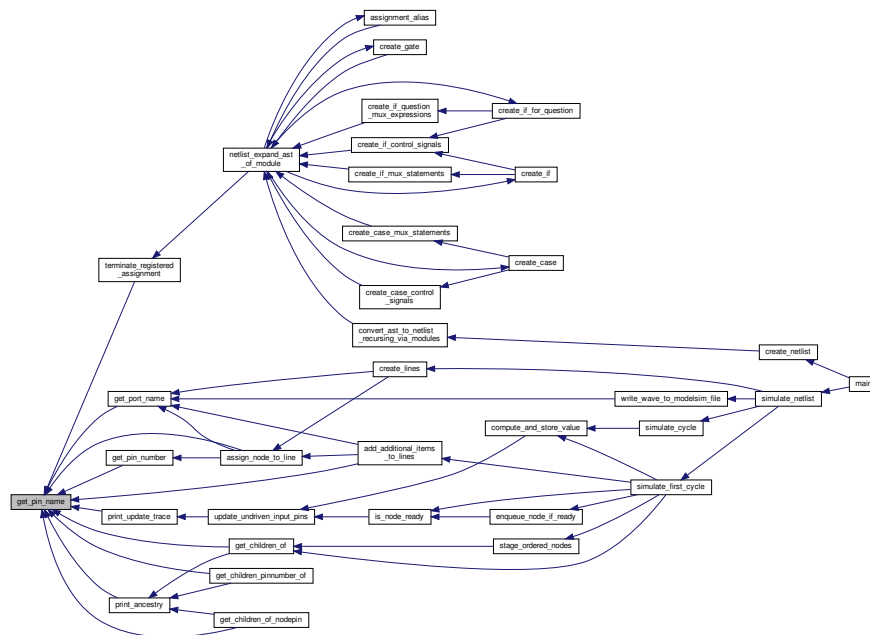 assignment_alias
create_gate
create_if_question
_mux_expressions
create_if_for_question
create_if_control_signals
netlist_expand_ast
_of_module
create_if_mux_statements
create_if
create_case_mux_statements
terminate_registered
_assignment
create_case
create_case_control
_signals
convert_ast_to_netlist
_recursing_via_modules
create_netlist
create_lines
main
get_port_name
write_wave_to_modelsim_file
simulate_netlist
compute_and_store_value
simulate_cycle
get_pin_number
assign_node_to_line
add_additional_items
_to_lines
simulate_first_cycle
get_pin_name
print_update_trace
update_undriven_input_pins
is_node_ready
enqueue_node_if_ready
get_children_of
stage_ordered_nodes
get_children_pinnumber_of
print_ancestry
get_children_of_nodepin